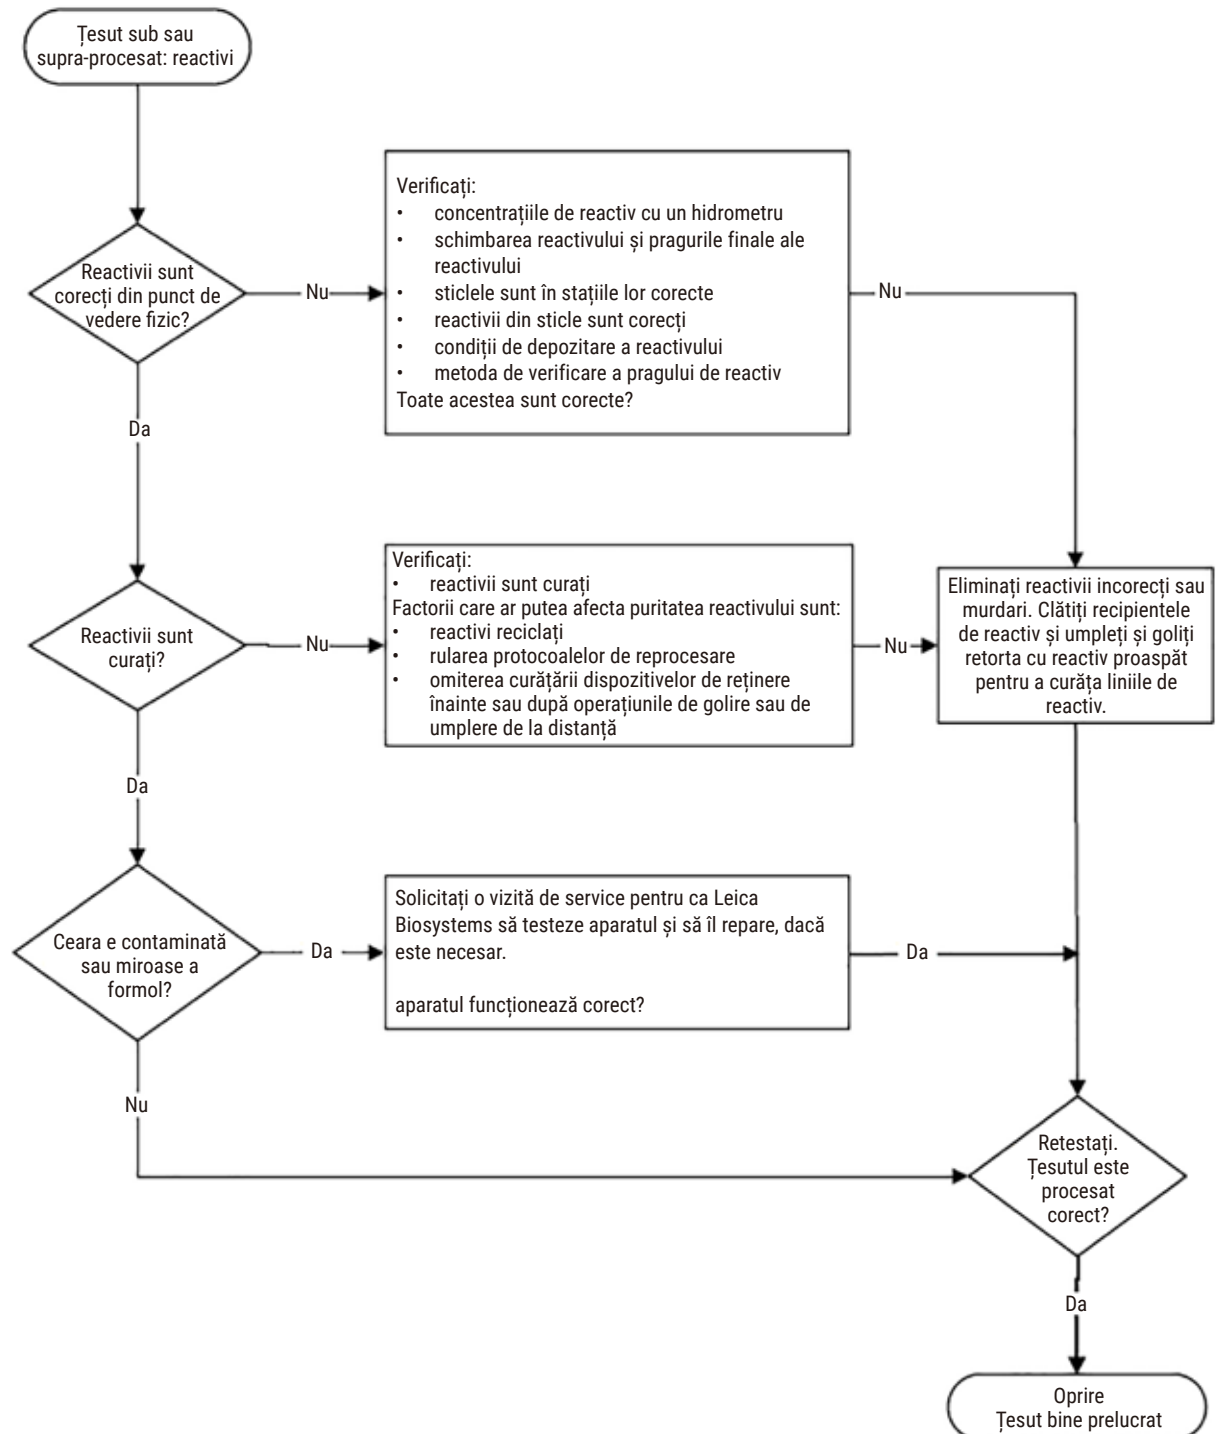 Țesut sub sau
supra-procesat: reactivi
Verificați:
• concentrațiile de reactiv cu un hidrometru
• schimbarea reactivului și pragurile finale ale
reactivului
• sticlele sunt în stațiile lor corecte
• reactivii din sticle sunt corecți
• condiții de depozitare a reactivului
• metoda de verificare a pragului de reactiv
Toate acestea sunt corecte?
Reactivii sunt
corecți din punct de
vedere fizic?
Nu
Nu
Da
Verificați:
• reactivii sunt curați
Factorii care ar putea afecta puritatea reactivului sunt:
• reactivi reciclați
• rularea protocoalelor de reprocesare
• omiterea curățării dispozitivelor de reținere
înainte sau după operațiunile de golire sau de
umplere de la distanță
Reactivii sunt
curați?
Nu
Nu
Eliminați reactivii incorecți sau
murdari. Clătiți recipientele
de reactiv și umpleți și goliți
retorta cu reactiv proaspăt
pentru a curăța liniile de
reactiv.
Da
Ceara e contaminată
sau miroase a
formol?
Da
Solicitați o vizită de service pentru ca Leica
Biosystems să testeze aparatul și să îl repare, dacă
este necesar.
aparatul funcționează corect?
Da
Nu
Retestați.
Țesutul este
procesat
corect?
Da
Oprire
Țesut bine prelucrat